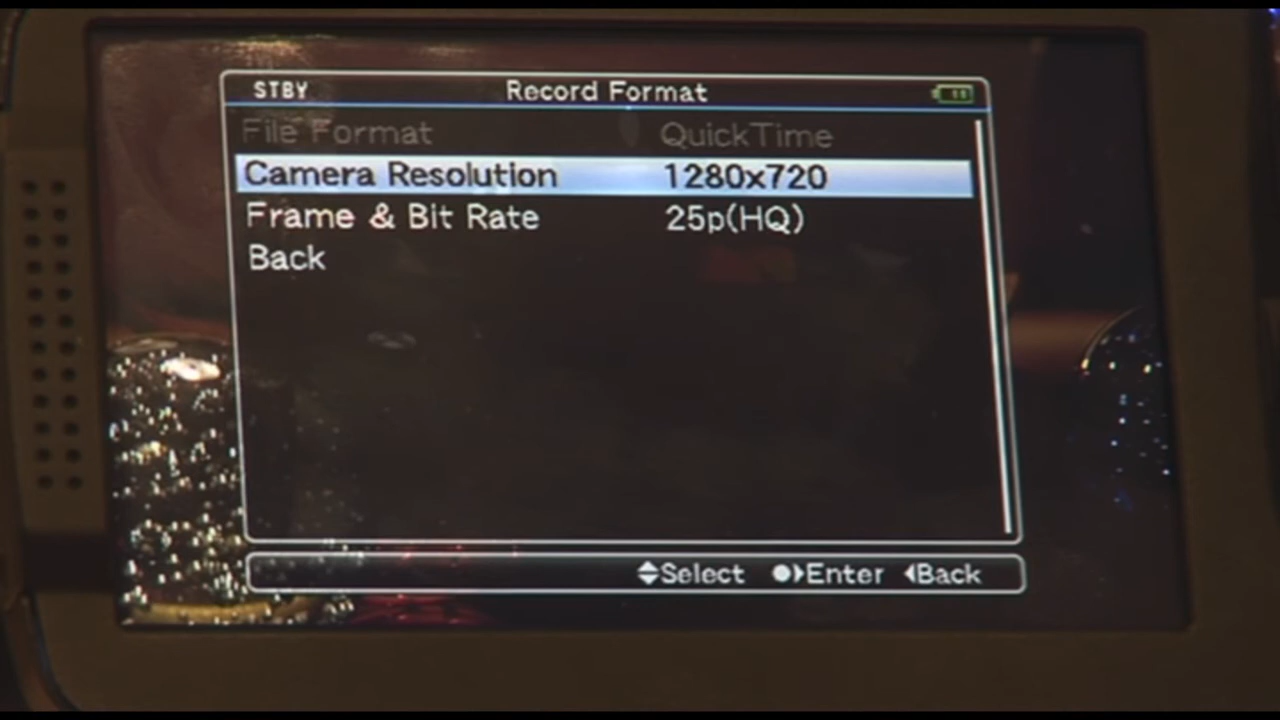 STBY Record Format
File Format QuickTime
Camera Resolution 1280x720
Frame & Bit Rate 25p(HQ)
Back
Select Enter Back